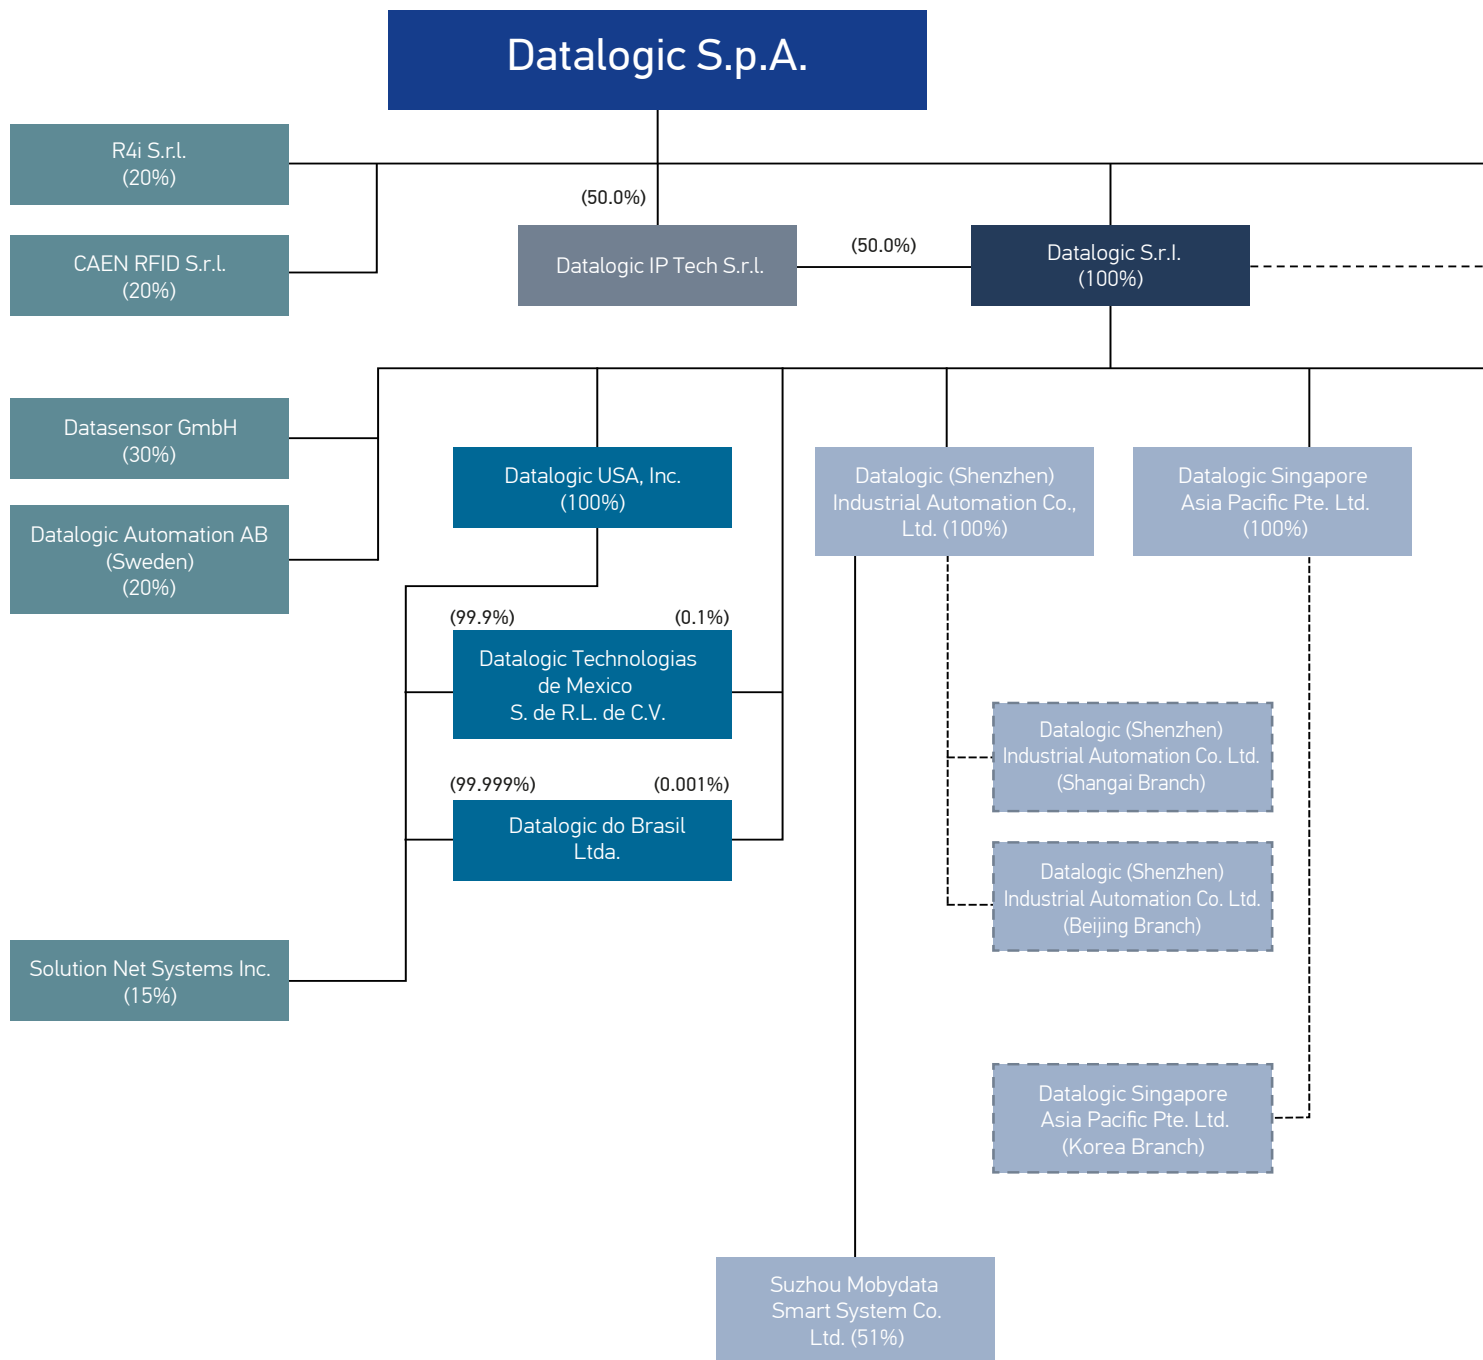 Datalogic S.p.A.
R4i S.r.l.
(20%)
CAEN RFID S.r.l.
(20%)
(50.0%)
Datalogic IP Tech S.r.l.
(50.0%)
Datalogic S.r.l.
(100%)
Datasensor GmbH
(30%)
Datalogic Automation AB
(Sweden)
(20%)
Datalogic USA, Inc.
(100%)
Datalogic (Shenzhen)
Industrial Automation Co.,
Ltd. (100%)
Datalogic Singapore
Asia Pacific Pte. Ltd.
(100%)
(99.9%)
(0.1%)
Datalogic Technologias
de Mexico
S. de R.L. de C.V.
(99.999%)
(0.001%)
Datalogic do Brasil
Ltda.
Datalogic (Shenzhen)
Industrial Automation Co. Ltd.
(Shangai Branch)
Datalogic (Shenzhen)
Industrial Automation Co. Ltd.
(Beijing Branch)
Solution Net Systems Inc.
(15%)
Datalogic Singapore
Asia Pacific Pte. Ltd.
(Korea Branch)
Suzhou Mobydata
Smart System Co.
Ltd. (51%)